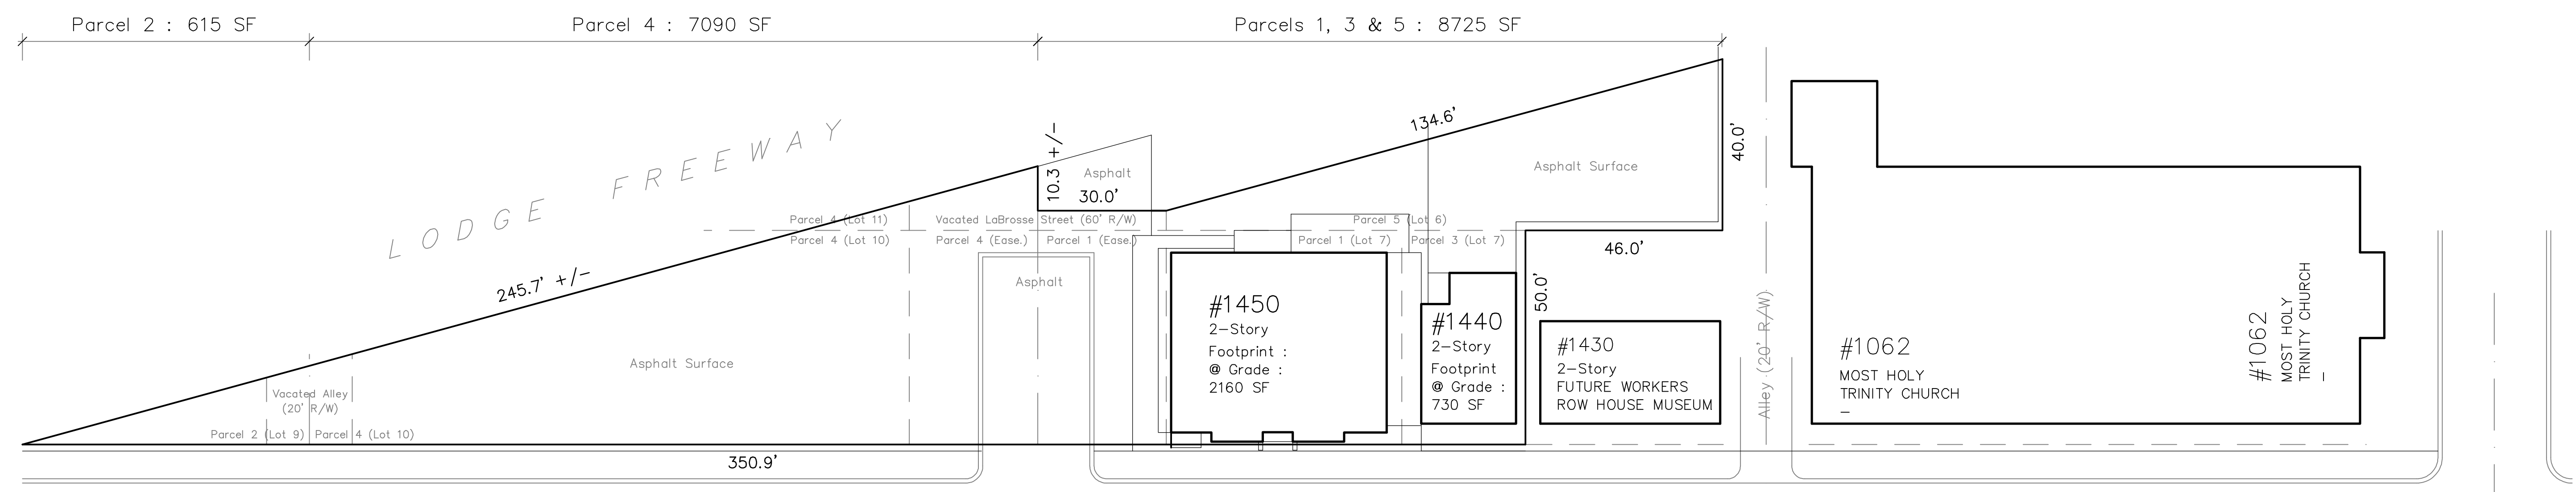 Parcel 2 : 615 SF
Parcel 4 : 7090 SF
Parcels 1, 3 & 5 : 8725 SF
LODGE FREEWAY
10.3 +/-
Asphalt
30.0'
134.6'
Asphalt Surface
40.0'
Parcel 4 (Lot 11)
Vacated LaBrosse Street (60' R/W)
Parcel 5 (Lot 6)
Parcel 4 (Lot 10)
Parcel 4 (Ease.)
Parcel 1 (Ease.)
Parcel 1 (Lot 7)
Parcel 3 (Lot 7)
46.0'
245.7' +/-
Asphalt
50.0'
Asphalt Surface
Vacated Alley
(20' R/W)
Parcel 2 (Lot 9)
Parcel 4 (Lot 10)
350.9'
#1450
2-Story
Footprint :
@ Grade :
2160 SF
#1440
2-Story
Footprint
@ Grade :
730 SF
#1430
2-Story
FUTURE WORKERS
ROW HOUSE MUSEUM
Alley (20' R/W)
#1062
MOST HOLY
TRINITY CHURCH
-
#1062
MOST HOLY
TRINITY CHURCH
-